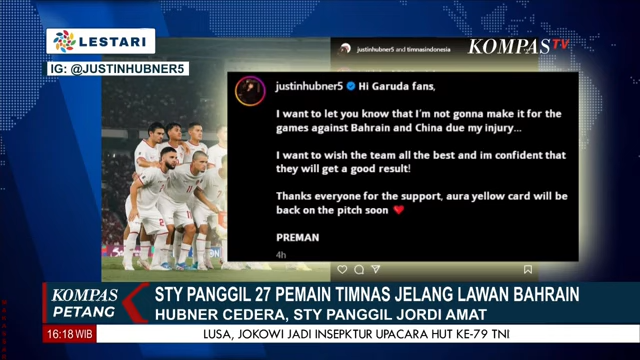 LESTARI
IG: @JUSTINHUBNER5
justinhubner5 and timnasindonesia
KOMPASTV
justinhubner5 Hi Garuda fans,
I want to let you know that I'm not gonna make it for the
games against Bahrain and China due my injury...
I want to wish the team all the best and im confident that
they will get a good result!
Thanks everyone for the support, aura yellow card will be
back on the pitch soon ❤️
PREMAN
4h
KOMPAS
PETANG
STY PANGGIL 27 PEMAIN TIMNAS JELANG LAWAN BAHRAIN
HUBNER CEDERA, STY PANGGIL JORDI AMAT
16:18 WIB
LUSA, JOKOWI JADI INSEPKTUR UPACARA HUT KE-79 TNI